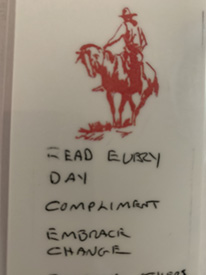 READ EVERY
DAY
COMPLIMENT
EMBRACE
CHANGE